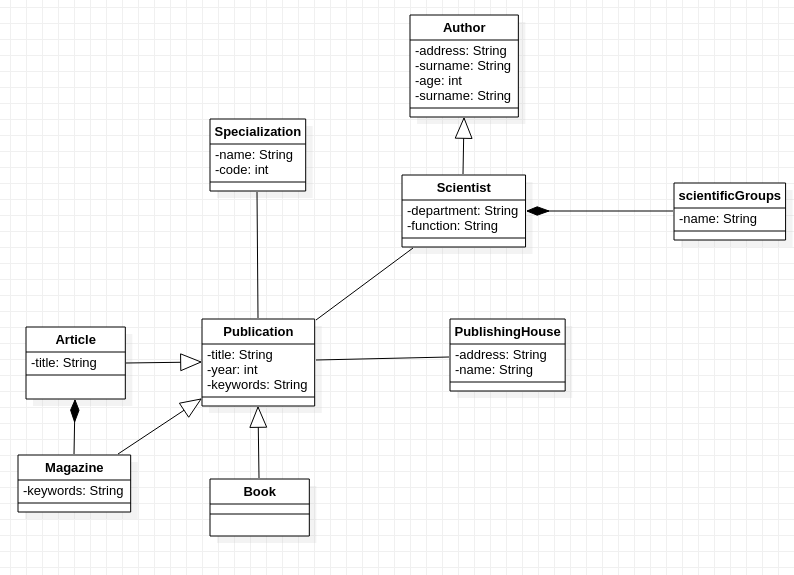 Author
-address: String
-surname: String
-age: int
-surname: String
Specialization
-name: String
-code: int
Scientist
-department: String
-function: String
scientificGroups
-name: String
Article
-title: String
Publication
-title: String
-year: int
-keywords: String
PublishingHouse
-address: String
-name: String
Magazine
-keywords: String
Book